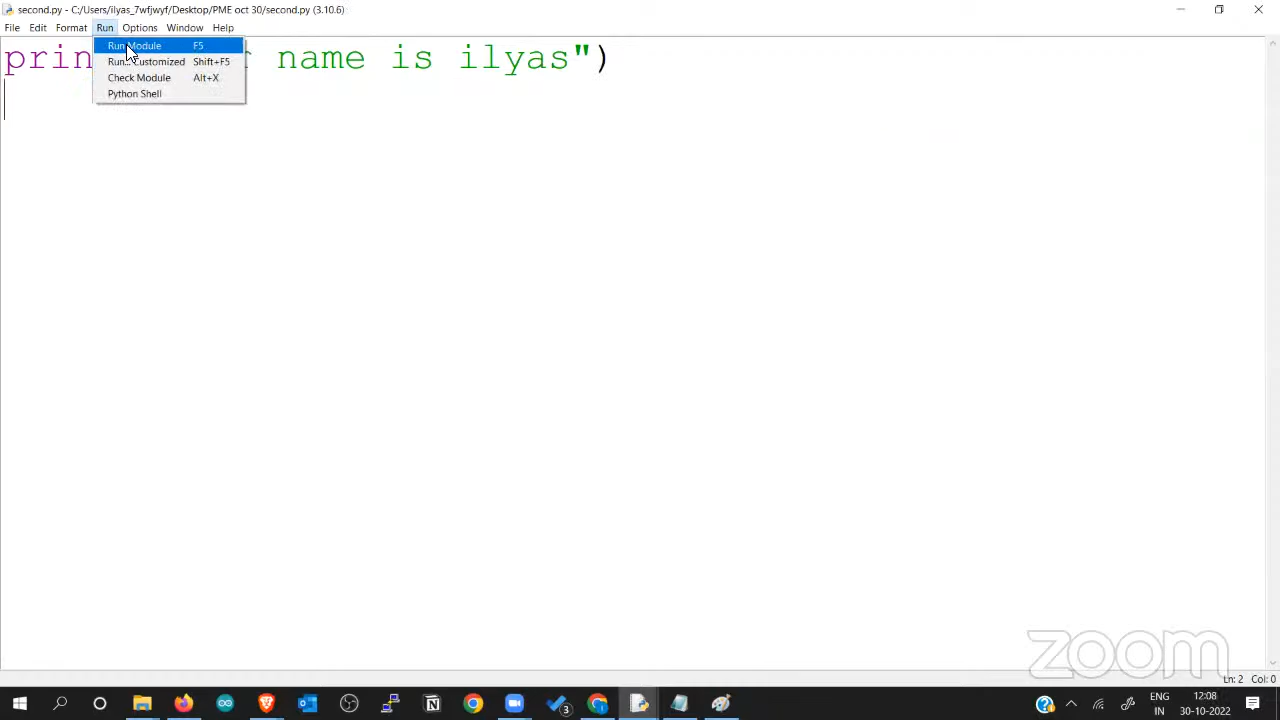 second.py - C:/Users/ilyas_7wfjwyf/Desktop/PME oct 30/second.py (3.10.6)
File Edit Format Run Options Window Help
Run Module F5
Customized Shift+F5
Check Module Alt+X
Python Shell
name is ilyas")
zoom
Ln: 2 Col: 0
3
ENG
IN
12:08
30-10-2022